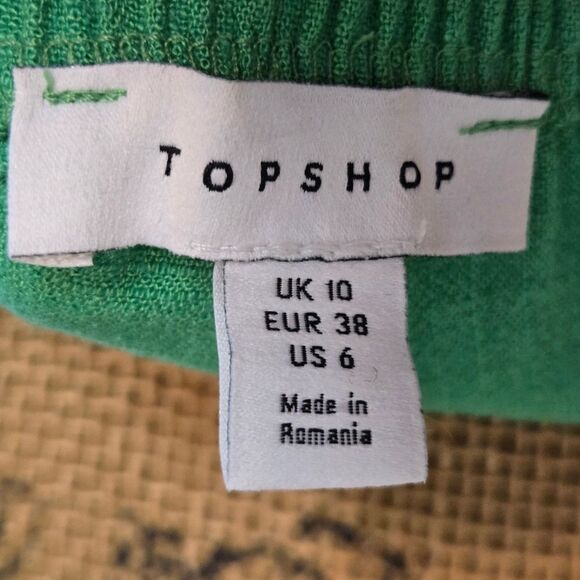 TOPSHOP
UK 10
EUR 38
US 6
Made in
Romania